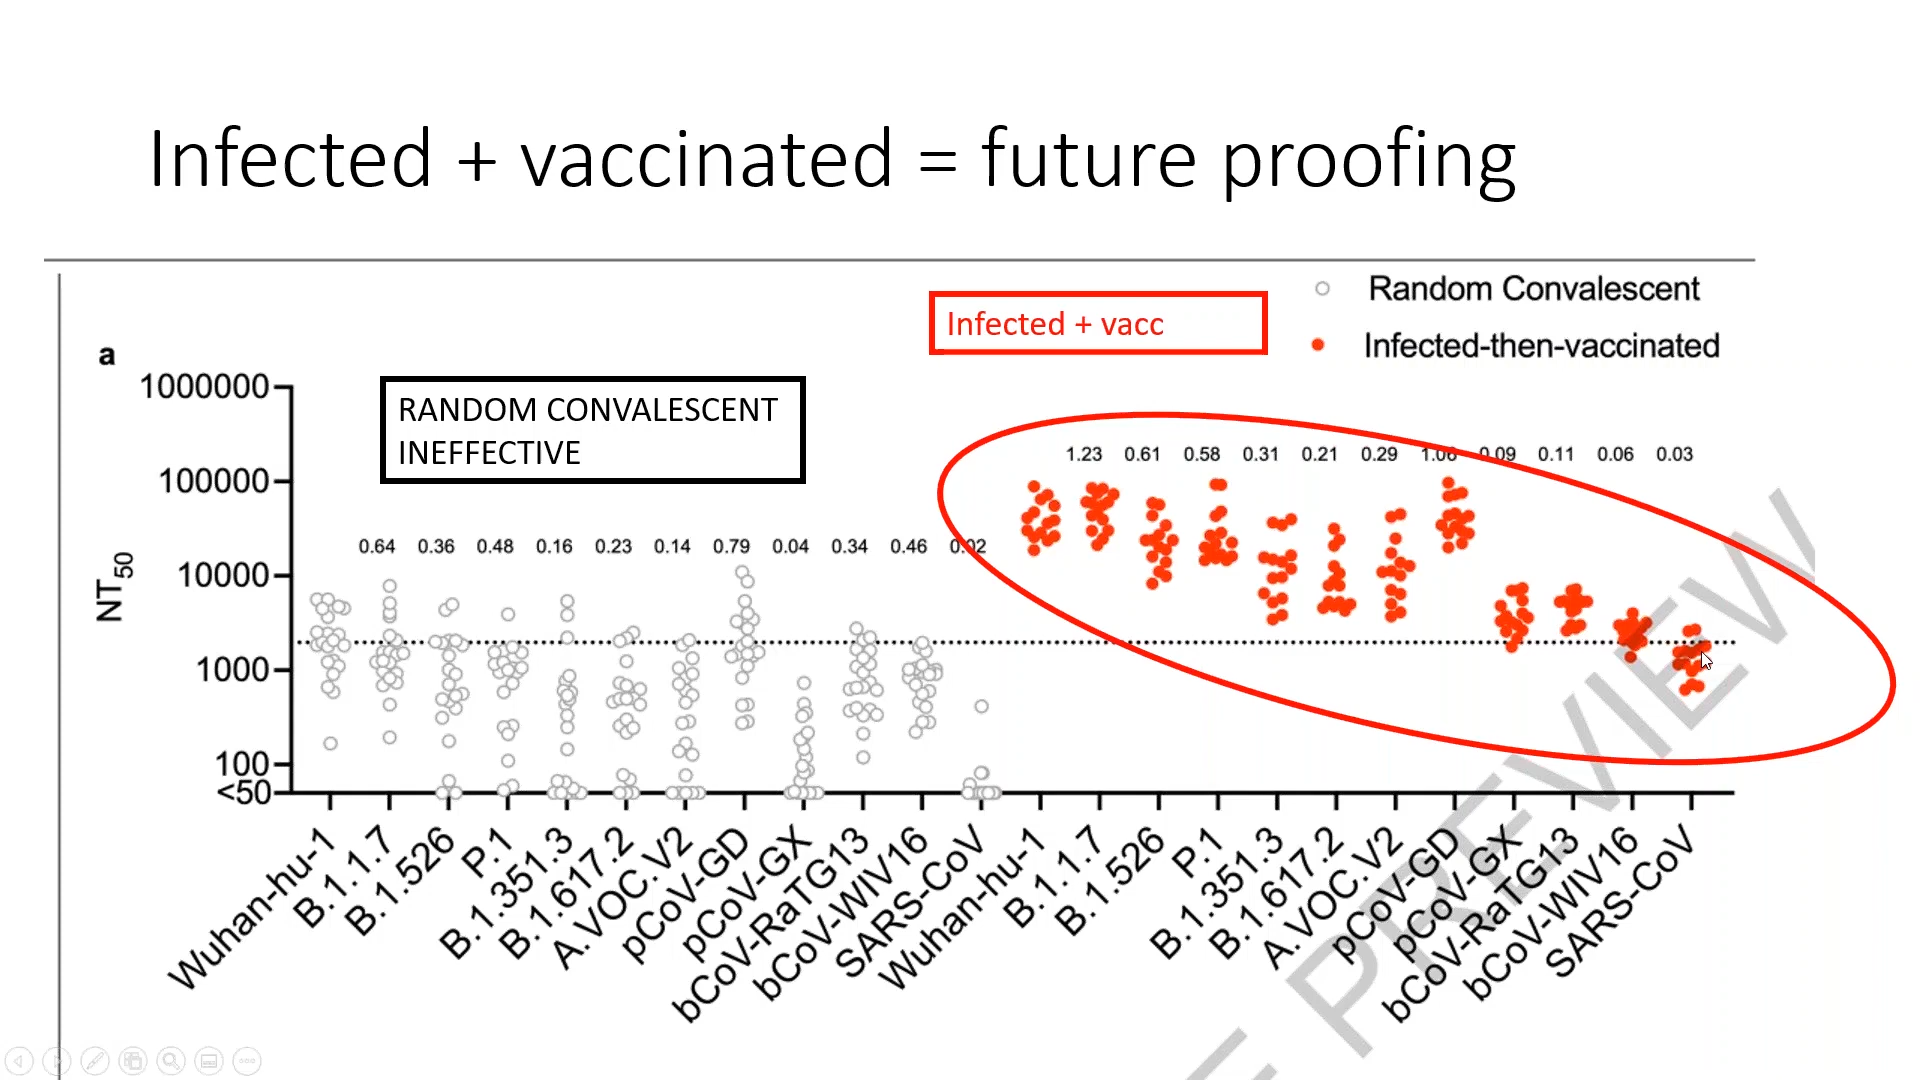 Infected + vaccinated = future proofing
Random Convalescent
Infected + vacc
Infected-then-vaccinated
a
RANDOM CONVALESCENT
INEFFECTIVE
NT50
1000000
100000
10000
1000
100
<50
0.64 0.36 0.48 0.16 0.23 0.14 0.79 0.04 0.34 0.46 0.02
1.23 0.61 0.58 0.31 0.21 0.29 1.06 0.09 0.11 0.06 0.03
Wuhan-hu-1
B.1.1.7
B.1.526
P.1
B.1.351.3
B.1.617.2
A.VOC.V2
pCoV-GD
pCoV-GX
bCoV-RaTG13
bCoV-WIV16
SARS-CoV
Wuhan-hu-1
B.1.1.7
B.1.526
P.1
B.1.351.3
B.1.617.2
A.VOC.V2
pCoV-GD
pCoV-GX
bCoV-RaTG13
bCoV-WIV16
SARS-CoV
E PREVIEW